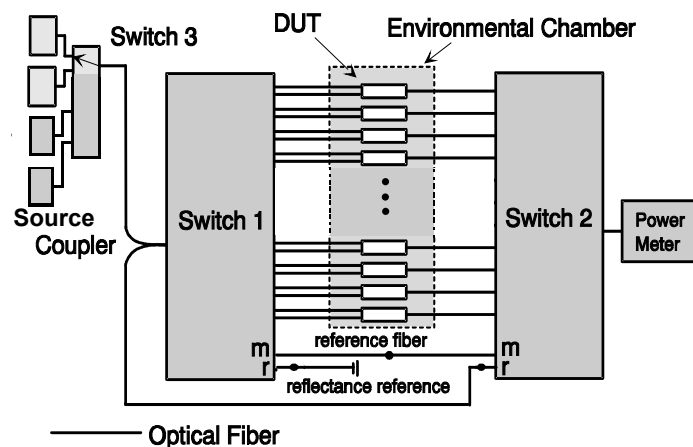 Switch 3
DUT
Environmental Chamber
Source
Coupler
Switch 1
Switch 2
Power
Meter
m
reference fiber
m
r
reflectance reference
r
Optical Fiber